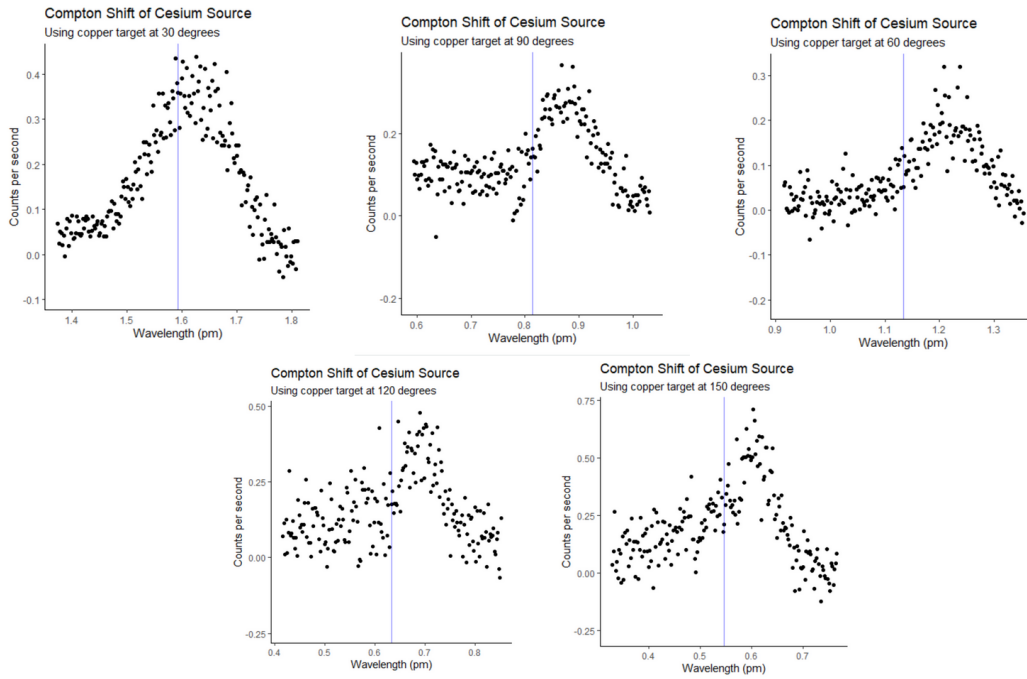 Compton Shift of Cesium Source
Using copper target at 30 degrees
Counts per second
0.4
0.3
0.2
0.1
0.0
-0.1
1.4 1.5 1.6 1.7 1.8
Wavelength (pm)
Compton Shift of Cesium Source
Using copper target at 90 degrees
Counts per second
0.2
0.0
-0.2
0.6 0.7 0.8 0.9 1.0
Wavelength (pm)
Compton Shift of Cesium Source
Using copper target at 60 degrees
Counts per second
0.3
0.2
0.1
0.0
-0.1
-0.2
0.9 1.0 1.1 1.2 1.3
Wavelength (pm)
Compton Shift of Cesium Source
Using copper target at 120 degrees
Counts per second
0.50
0.25
0.00
-0.25
0.4 0.5 0.6 0.7 0.8
Wavelength (pm)
Compton Shift of Cesium Source
Using copper target at 150 degrees
Counts per second
0.75
0.50
0.25
0.00
-0.25
0.4 0.5 0.6 0.7
Wavelength (pm)